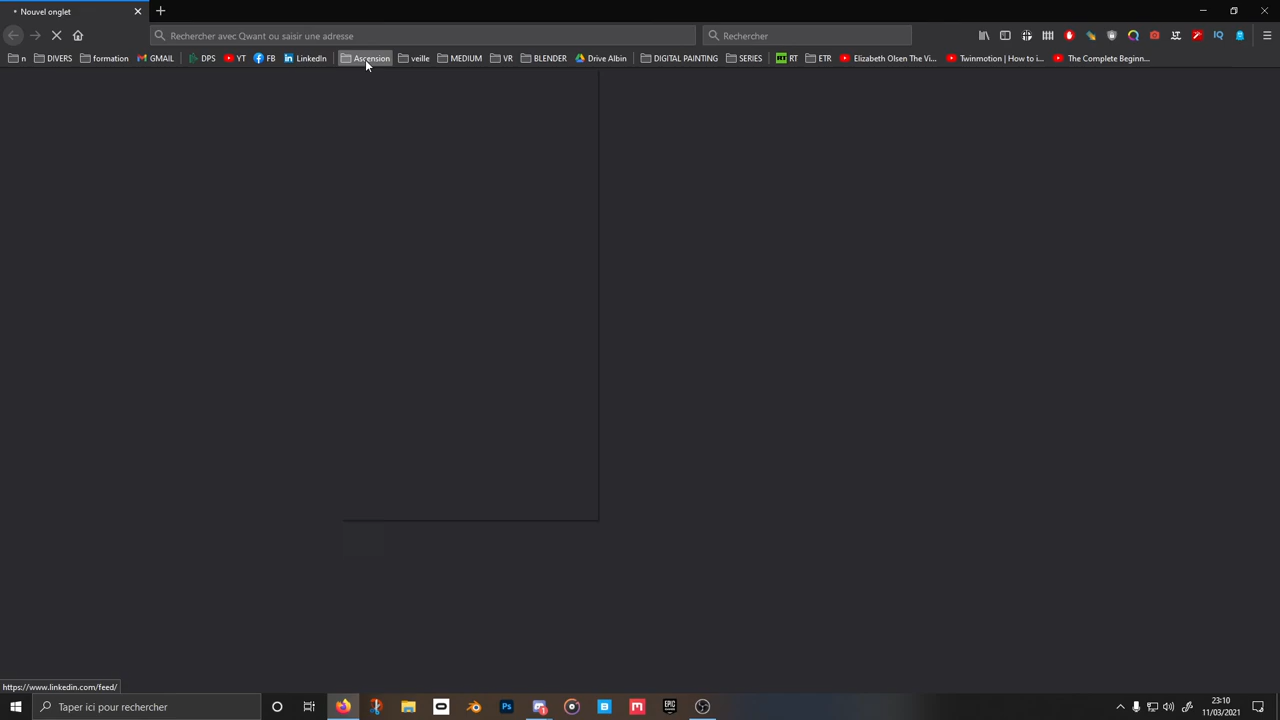 Nouvel onglet
Rechercher avec Qwant ou saisir une adresse
Rechercher
n DIVERS formation GMAIL DPS YT FB LinkedIn Ascension veille MEDIUM VR BLENDER Drive Albin DIGITAL PAINTING SERIES RT RT ETR Elizabeth Olsen The Vi... Twinmotion | How to i... The Complete Beginn...
https://www.linkedin.com/feed/
Taper ici pour rechercher
23:10
11/03/2021